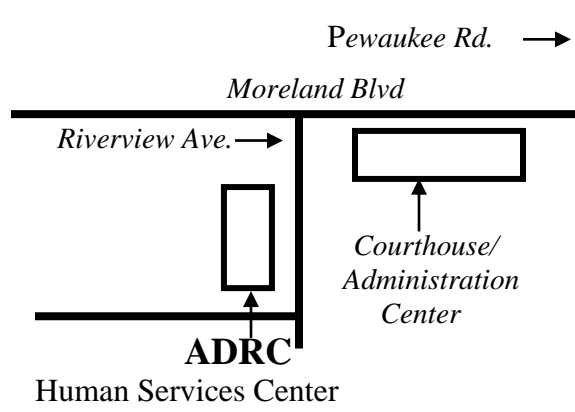 Pewaukee Rd.
Moreland Blvd
Riverview Ave.
Courthouse/
Administration
Center
ADRC
Human Services Center